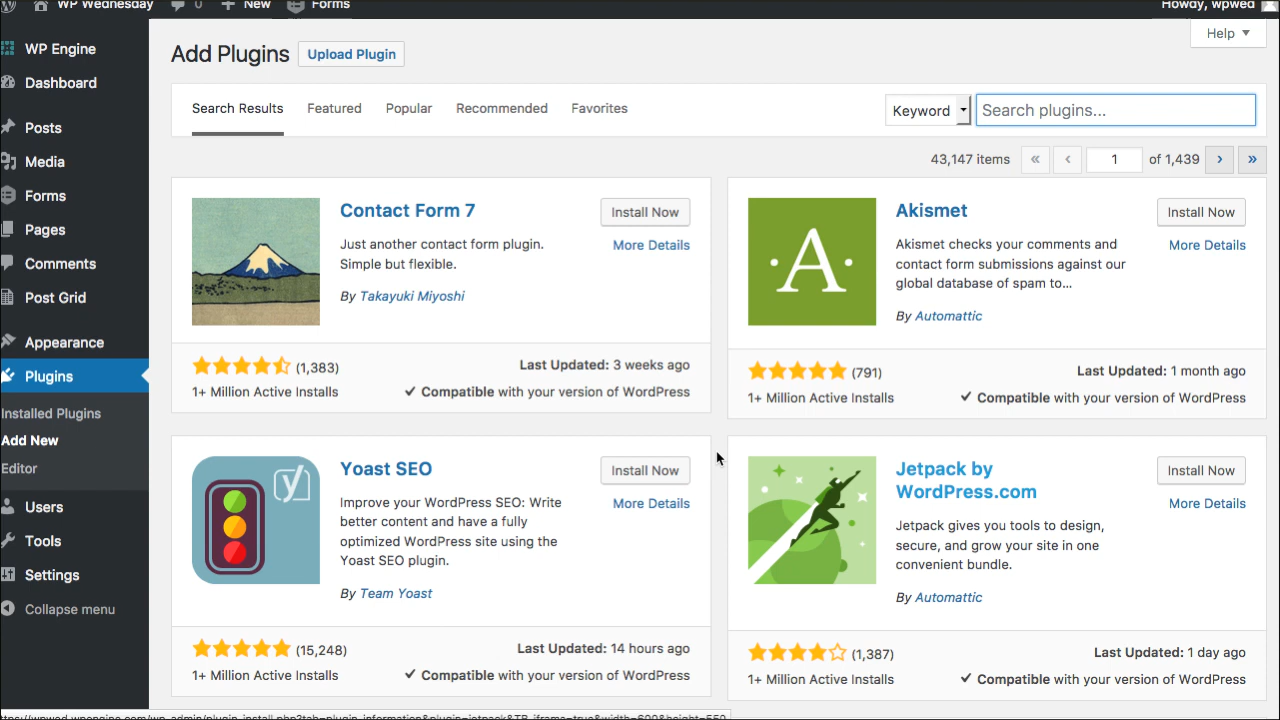 WP Wednesday 0 New Forms Howdy, wpwed
Help
WP Engine
Dashboard
Posts
Media
Forms
Pages
Comments
Post Grid
Appearance
Plugins
Installed Plugins
Add New
Editor
Users
Tools
Settings
Collapse menu
Add Plugins Upload Plugin
Search Results Featured Popular Recommended Favorites Keyword Search plugins...
43,147 items « ‹ 1 of 1,439 › »
Contact Form 7
Install Now
More Details
Just another contact form plugin.
Simple but flexible.
By Takayuki Miyoshi
(1,383)
Last Updated: 3 weeks ago
1+ Million Active Installs
Compatible with your version of WordPress
A
Akismet
Install Now
More Details
Akismet checks your comments and
contact form submissions against our
global database of spam to...
By Automattic
(791)
Last Updated: 1 month ago
1+ Million Active Installs
Compatible with your version of WordPress
y
Yoast SEO
Install Now
More Details
Improve your WordPress SEO: Write
better content and have a fully
optimized WordPress site using the
Yoast SEO plugin.
By Team Yoast
(15,248)
Last Updated: 14 hours ago
1+ Million Active Installs
Compatible with your version of WordPress
Jetpack by
WordPress.com
Install Now
More Details
Jetpack gives you tools to design,
secure, and grow your site in one
convenient bundle.
By Automattic
(1,387)
Last Updated: 1 day ago
1+ Million Active Installs
Compatible with your version of WordPress